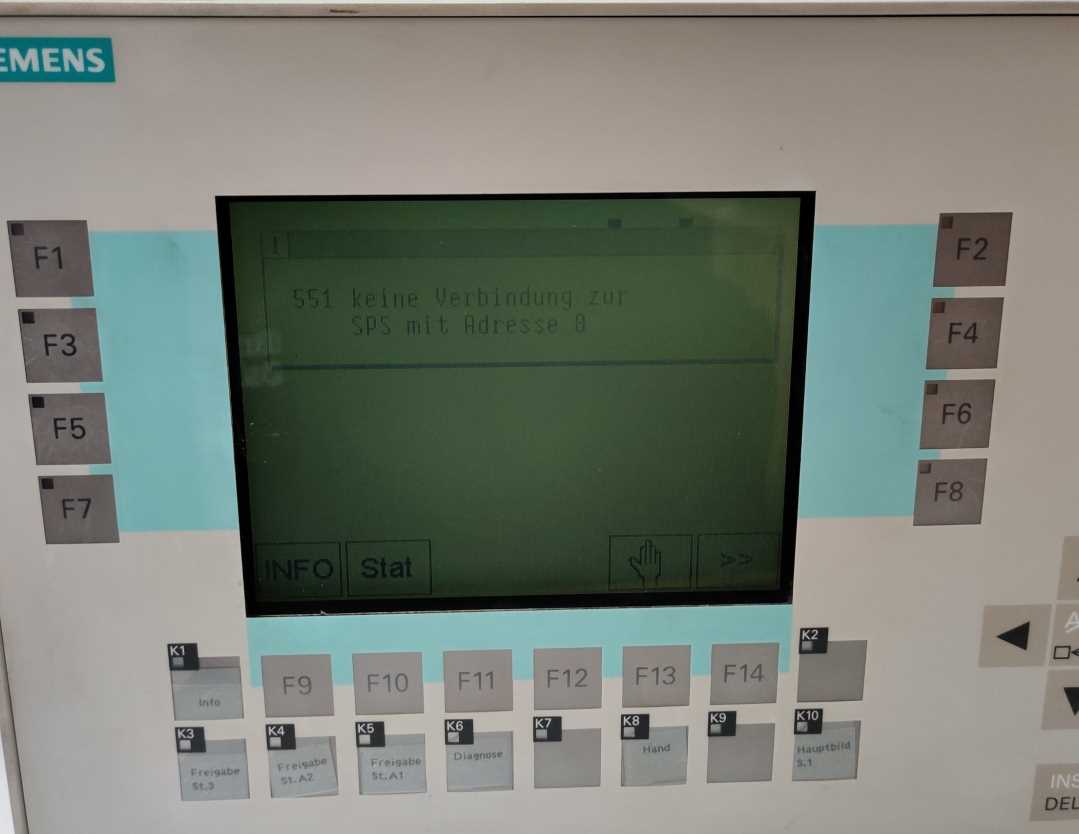 EMENS
F1
F2
F3
F4
F5
F6
F7
F8
!
551 keine Verbindung zur
SPS mit Adresse 0
INFO
Stat
>>
K1
Info
F9
F10
F11
F12
F13
F14
K2
K3
Freigabe
St.3
K4
Freigabe
St.A2
K5
Freigabe
St.A1
K6
Diagnose
K7
K8
Hand
K9
K10
Hauptbild
S.1
A
INS
DEL